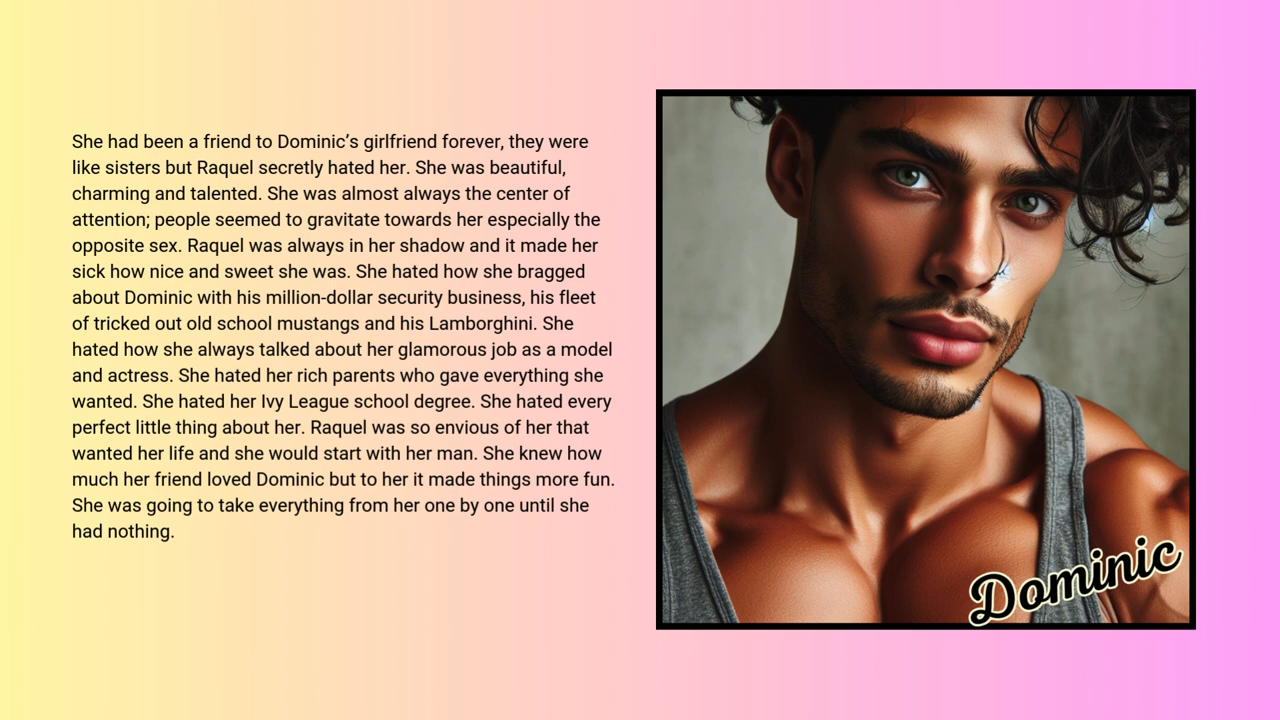 She had been a friend to Dominic’s girlfriend forever, they were
like sisters but Raquel secretly hated her. She was beautiful,
charming and talented. She was almost always the center of
attention; people seemed to gravitate towards her especially the
opposite sex. Raquel was always in her shadow and it made her
sick how nice and sweet she was. She hated how she bragged
about Dominic with his million-dollar security business, his fleet
of tricked out old school mustangs and his Lamborghini. She
hated how she always talked about her glamorous job as a model
and actress. She hated her rich parents who gave everything she
wanted. She hated her Ivy League school degree. She hated every
perfect little thing about her. Raquel was so envious of her that
wanted her life and she would start with her man. She knew how
much her friend loved Dominic but to her it made things more fun.
She was going to take everything from her one by one until she
had nothing.
Dominic